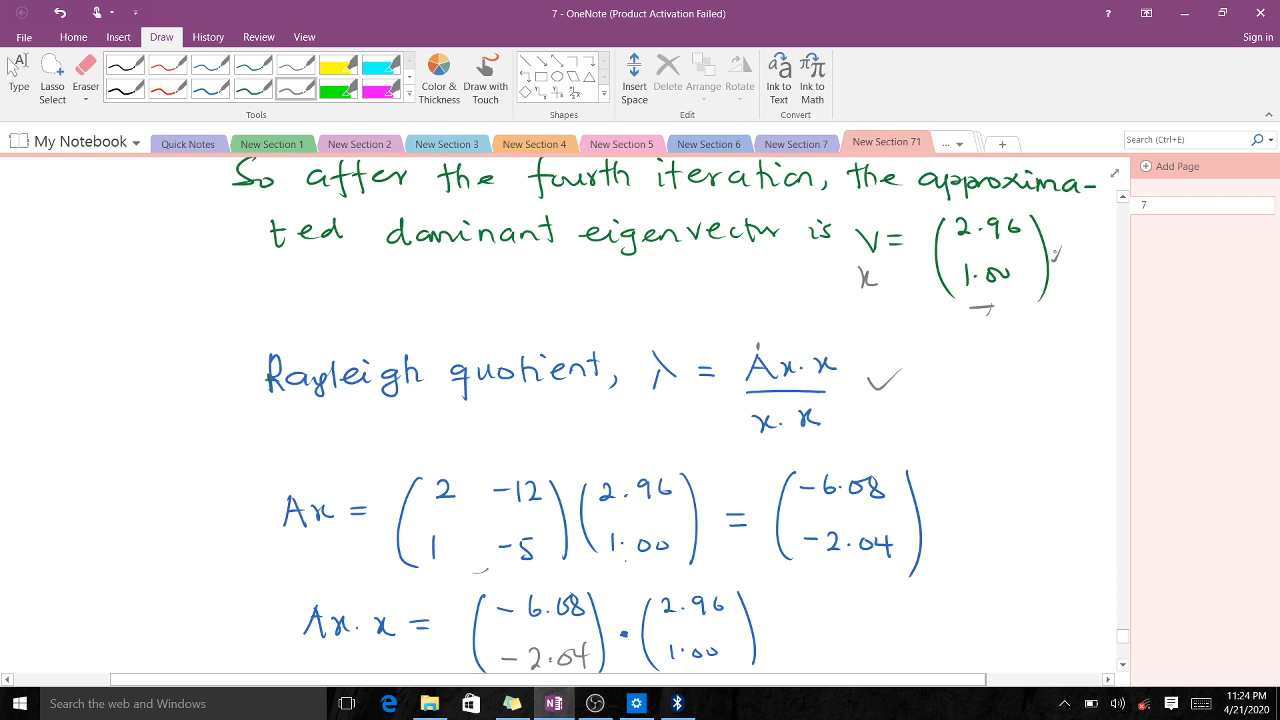 7 - OneNote (Product Activation Failed)
File Home Insert Draw History Review View Sign in
Type Lasso Select Eraser Color & Thickness Draw with Touch Insert Space Delete Arrange Rotate Ink to Text Ink to Math
Tools Shapes Edit Convert
My Notebook Quick Notes New Section 1 New Section 2 New Section 3 New Section 4 New Section 5 New Section 6 New Section 7 New Section 71 ... + Search (Ctrl+E)
Add Page
7
So after the fourth iteration, the approxima-
ted dominant eigenvector is v = (2.96
1.00)
x
Rayleigh quotient, λ = Ax.x
x.x
Ax = (2 -12 (2.96 = (-6.08
1 -5) 1.00) -2.04)
Ax.x = (-6.08 . (2.96
-2.04) 1.00)
Search the web and Windows
11:24 PM
4/21/2020